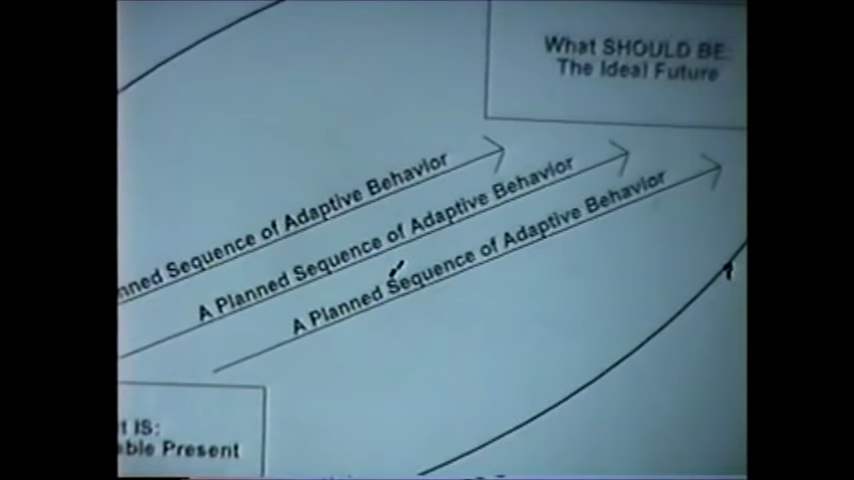 What SHOULD BE:
The Ideal Future
nned Sequence of Adaptive Behavior
A Planned Sequence of Adaptive Behavior
A Planned Sequence of Adaptive Behavior
t IS:
able Present